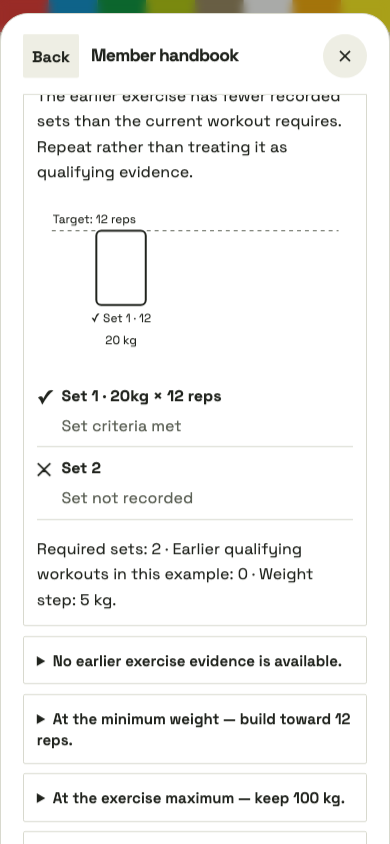 Back
Member handbook
The earlier exercise has fewer recorded
sets than the current workout requires.
Repeat rather than treating it as
qualifying evidence.
Target: 12 reps
✓ Set 1 · 12
20 kg
✓ Set 1 · 20kg × 12 reps
Set criteria met
✕ Set 2
Set not recorded
Required sets: 2 · Earlier qualifying
workouts in this example: 0 · Weight
step: 5 kg.
▶ No earlier exercise evidence is available.
▶ At the minimum weight — build toward 12
reps.
▶ At the exercise maximum — keep 100 kg.